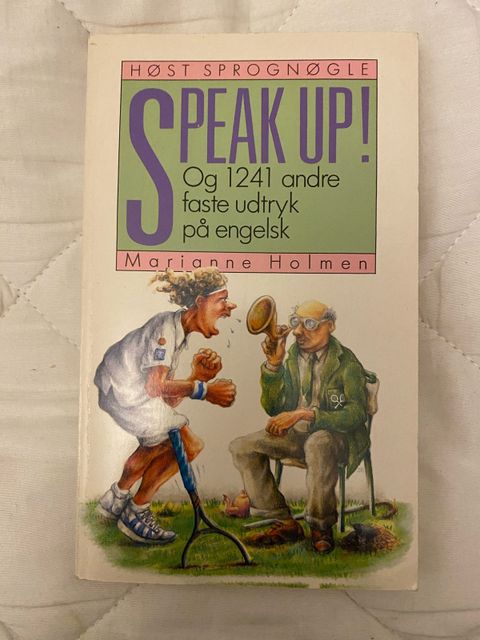 HØST SPROGNØGLE
SPEAK UP!
Og 1241 andre
faste udtryk
på engelsk
Marianne Holmen